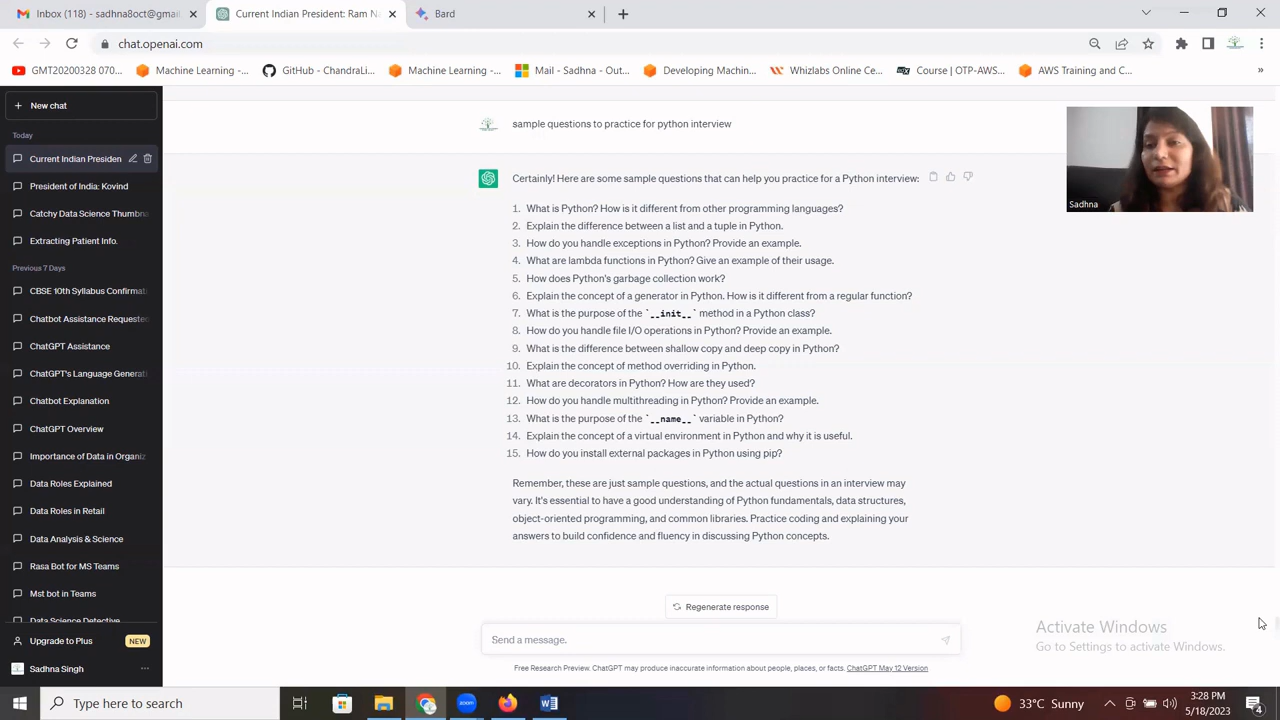 Inbox (148) - sadhna8oct@gmail.c
Current Indian President: Ram N
Bard
chat.openai.com
GMT20200328 070...
Machine Learning -...
GitHub - ChandraLi...
Machine Learning -...
Mail - Sadhna - Out...
Developing Machin...
Whizlabs Online Ce...
Course | OTP-AWS...
AWS Training and C...
»
New chat
Today
Current Indian Presiden
President of India: Kovind
Catchy Data Science Thumbna
Extracting Patient Info.
Previous 7 Days
CBSE 10th Syllabus Confirmat
Chatbot Assistance Requested
ChatGPT Assistance
ChatGPT's Language Generati
Chatbot Explanation
ChatGPT Overview
Importance of Data in Organiz
Data Roles Explained
Data Roles in Retail
Data Analysis & Science
Rasa Bot for MS Teams
Mst bot in Teams
Data Science Detective
Upgrade to Plus NEW
Sadhna Singh ...
sample questions to practice for python interview
Sadhna
Certainly! Here are some sample questions that can help you practice for a Python interview:
1. What is Python? How is it different from other programming languages?
2. Explain the difference between a list and a tuple in Python.
3. How do you handle exceptions in Python? Provide an example.
4. What are lambda functions in Python? Give an example of their usage.
5. How does Python's garbage collection work?
6. Explain the concept of a generator in Python. How is it different from a regular function?
7. What is the purpose of the `__init__` method in a Python class?
8. How do you handle file I/O operations in Python? Provide an example.
9. What is the difference between shallow copy and deep copy in Python?
10. Explain the concept of method overriding in Python.
11. What are decorators in Python? How are they used?
12. How do you handle multithreading in Python? Provide an example.
13. What is the purpose of the `__name__` variable in Python?
14. Explain the concept of a virtual environment in Python and why it is useful.
15. How do you install external packages in Python using pip?
Remember, these are just sample questions, and the actual questions in an interview may
vary. It's essential to have a good understanding of Python fundamentals, data structures,
object-oriented programming, and common libraries. Practice coding and explaining your
answers to build confidence and fluency in discussing Python concepts.
Regenerate response
Send a message.
Free Research Preview. ChatGPT may produce inaccurate information about people, places, or facts. ChatGPT May 12 Version
Activate Windows
Go to Settings to activate Windows.
Type here to search
zoom
33°C Sunny
3:28 PM
5/18/2023
4